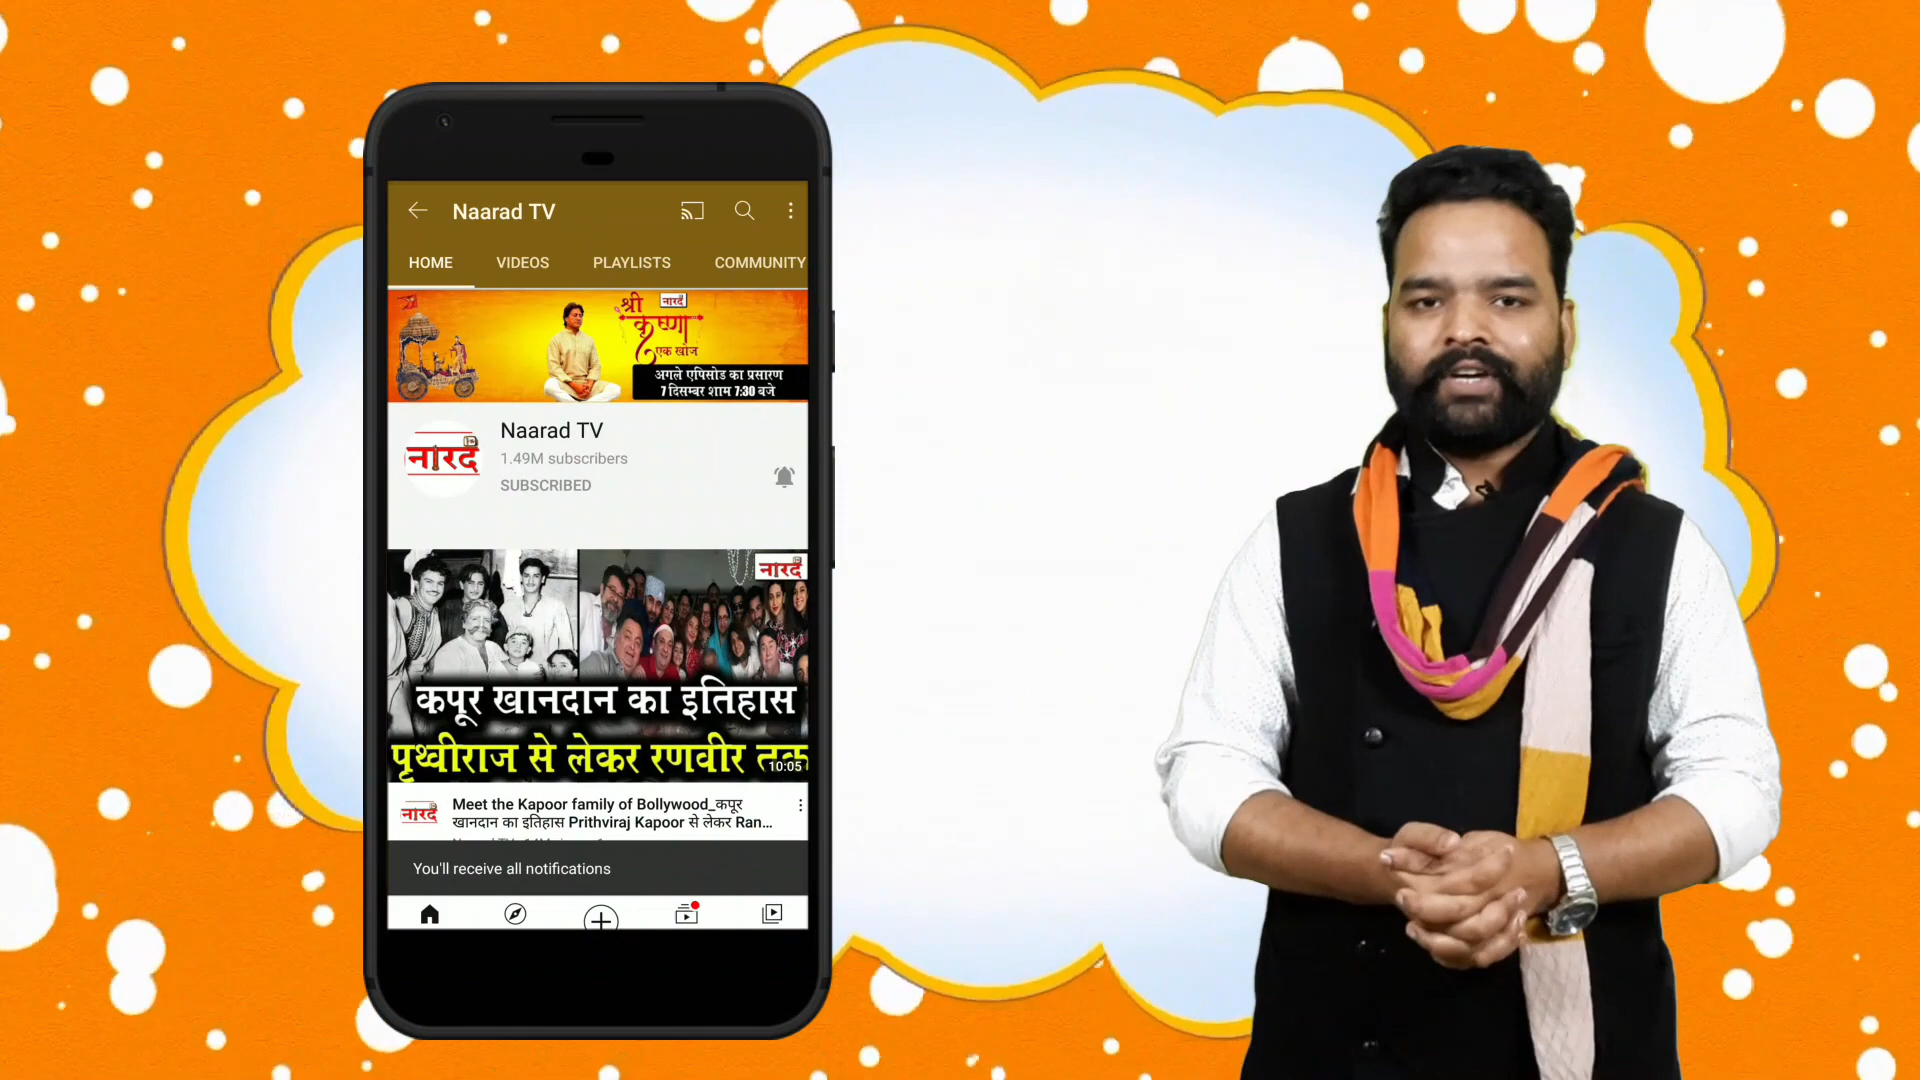 Naarad TV
HOME VIDEOS PLAYLISTS COMMUNITY
श्री नारद
कृष्णा
एक खोज
अगले एपिसोड का प्रसारण
7 दिसम्बर शाम 7:30 बजे
Naarad TV
नारद
1.49M subscribers
SUBSCRIBED
नारद
कपूर खानदान का इतिहास
पृथ्वीराज से लेकर रणवीर तक
10:05
नारद
Meet the Kapoor family of Bollywood_कपूर
खानदान का इतिहास Prithviraj Kapoor से लेकर Ran...
You'll receive all notifications